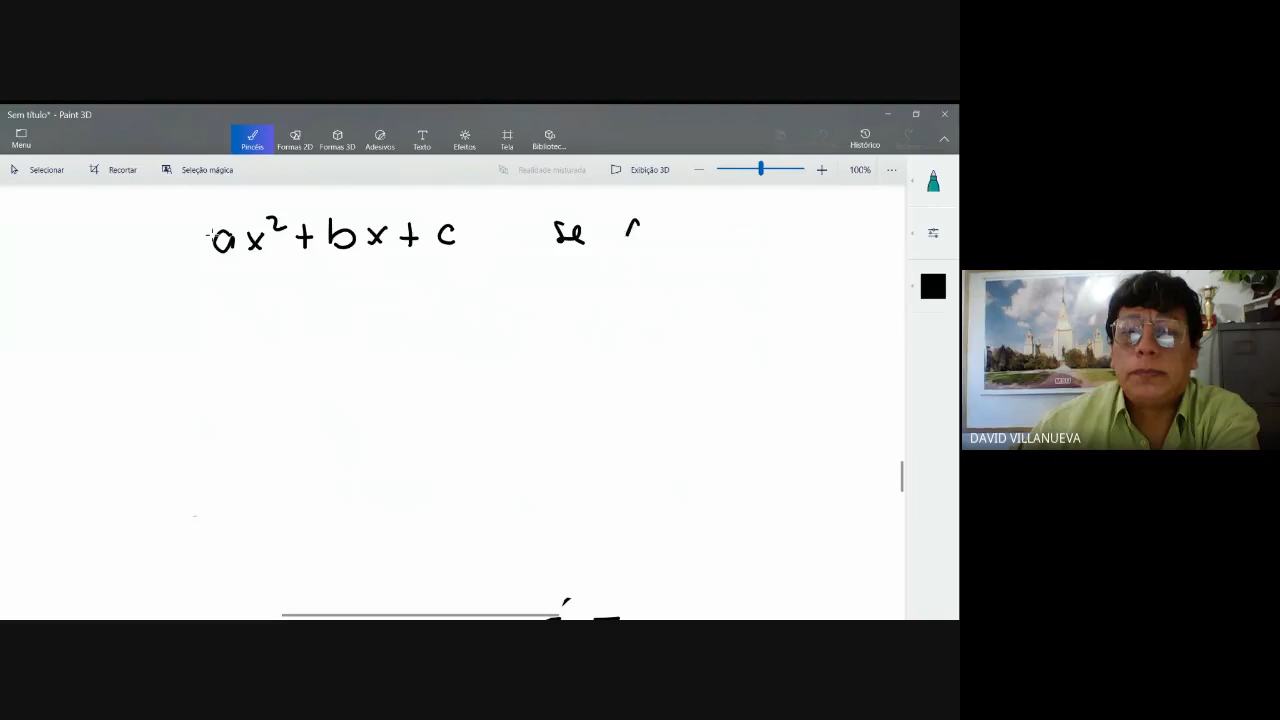 Sem título* - Paint 3D
Menu
Pincéis
Formas 2D
Formas 3D
Adesivos
Texto
Efeitos
Tela
Bibliotec...
Histórico
Selecionar
Recortar
Seleção mágica
Realidade misturada
Exibição 3D
100%
ax²+bx+c se
MSU
DAVID VILLANUEVA